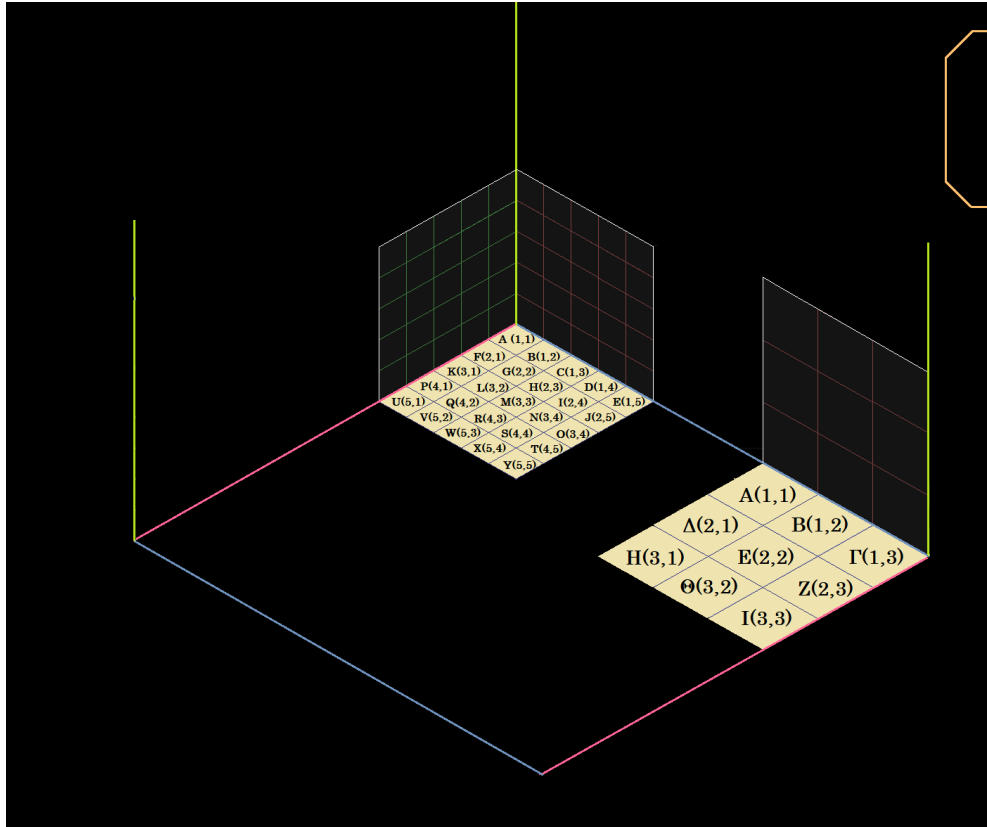 A (1,1)
F(2,1) B(1,2)
K(3,1) G(2,2) C(1,3)
P(4,1) L(3,2) H(2,3) D(1,4)
U(5,1) Q(4,2) M(3,3) I(2,4) E(1,5)
V(5,2) R(4,3) N(3,4) J(2,5)
W(5,3) S(4,4) O(3,4)
X(5,4) T(4,5)
Y(5,5)
Α(1,1)
Δ(2,1) Β(1,2)
Η(3,1) Ε(2,2) Γ(1,3)
Θ(3,2) Ζ(2,3)
Ι(3,3)